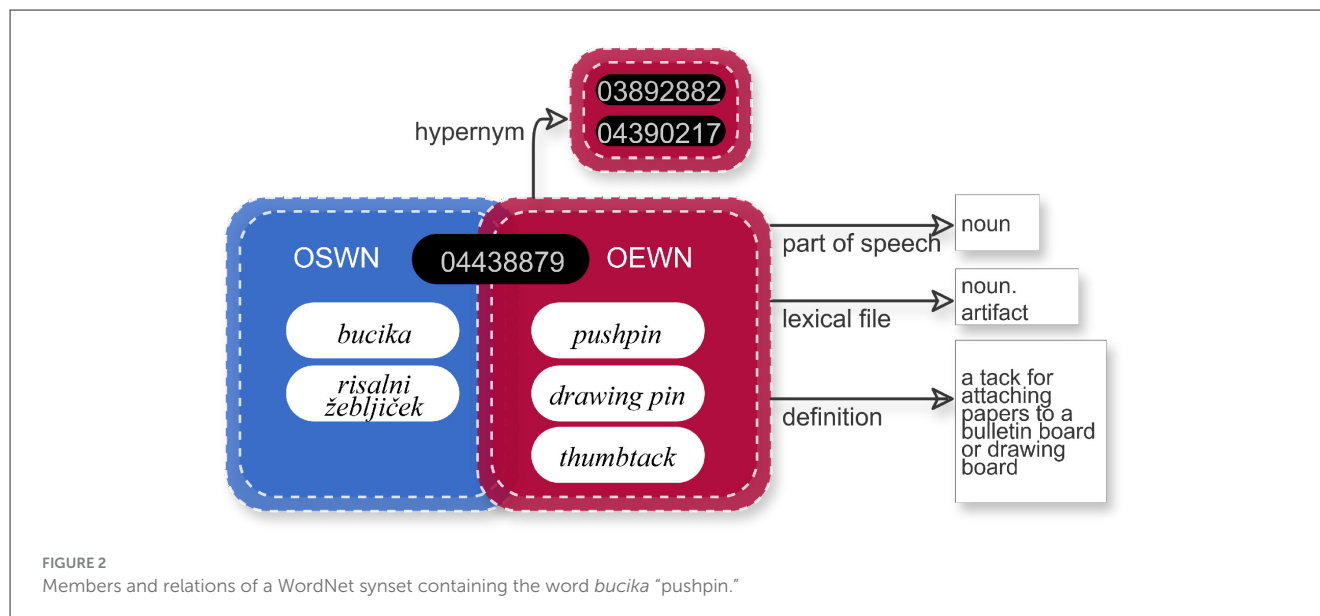 03892882
04390217
hypernym
OSWN
04438879
OEWN
bucika
risalni
žebljiček
pushpin
drawing pin
thumbtack
part of speech
noun
lexical file
noun.
artifact
definition
a tack for
attaching
papers to a
bulletin board
or drawing
board
FIGURE 2
Members and relations of a WordNet synset containing the word bucika “pushpin.”